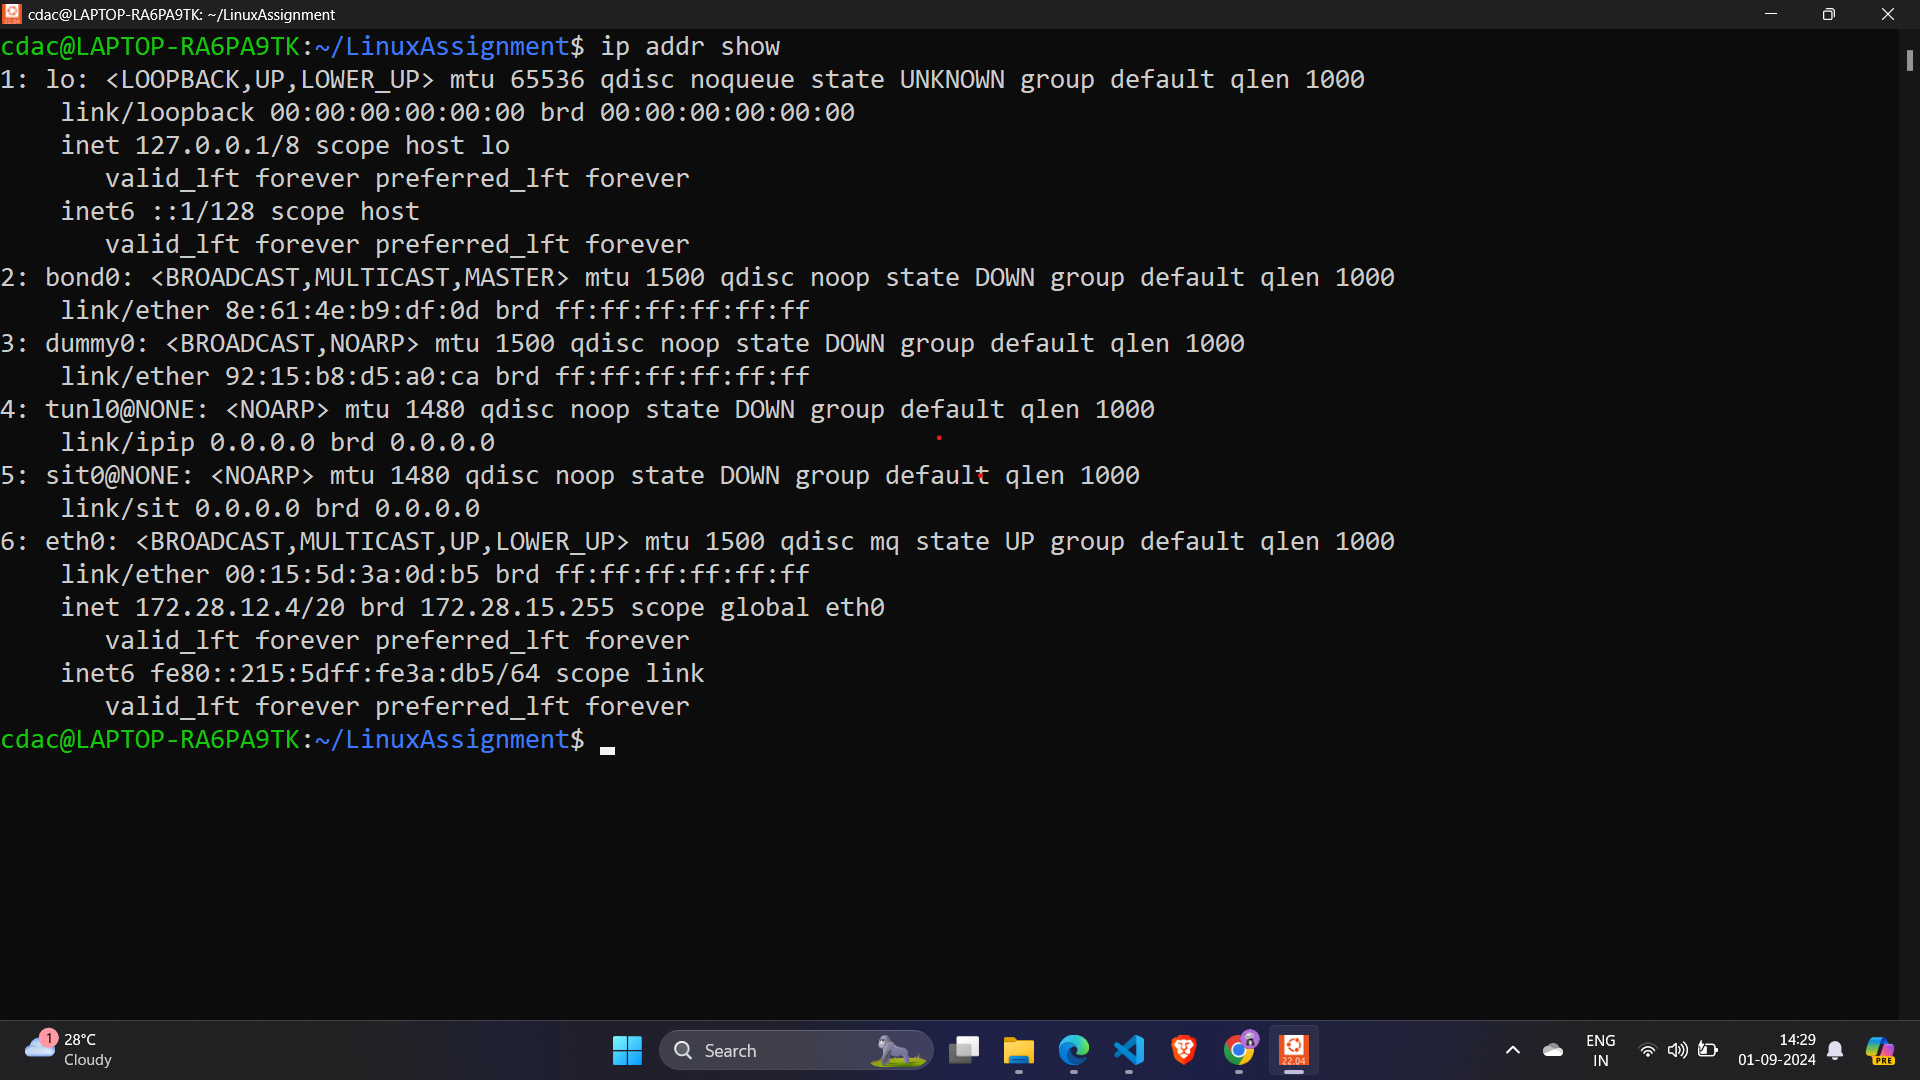 cdac@LAPTOP-RA6PA9TK: ~/LinuxAssignment
cdac@LAPTOP-RA6PA9TK:~/LinuxAssignment$ ip addr show
1: lo: <LOOPBACK,UP,LOWER_UP> mtu 65536 qdisc noqueue state UNKNOWN group default qlen 1000
    link/loopback 00:00:00:00:00:00 brd 00:00:00:00:00:00
    inet 127.0.0.1/8 scope host lo
       valid_lft forever preferred_lft forever
    inet6 ::1/128 scope host
       valid_lft forever preferred_lft forever
2: bond0: <BROADCAST,MULTICAST,MASTER> mtu 1500 qdisc noop state DOWN group default qlen 1000
    link/ether 8e:61:4e:b9:df:0d brd ff:ff:ff:ff:ff:ff
3: dummy0: <BROADCAST,NOARP> mtu 1500 qdisc noop state DOWN group default qlen 1000
    link/ether 92:15:b8:d5:a0:ca brd ff:ff:ff:ff:ff:ff
4: tunl0@NONE: <NOARP> mtu 1480 qdisc noop state DOWN group default qlen 1000
    link/ipip 0.0.0.0 brd 0.0.0.0
5: sit0@NONE: <NOARP> mtu 1480 qdisc noop state DOWN group default qlen 1000
    link/sit 0.0.0.0 brd 0.0.0.0
6: eth0: <BROADCAST,MULTICAST,UP,LOWER_UP> mtu 1500 qdisc mq state UP group default qlen 1000
    link/ether 00:15:5d:3a:0d:b5 brd ff:ff:ff:ff:ff:ff
    inet 172.28.12.4/20 brd 172.28.15.255 scope global eth0
       valid_lft forever preferred_lft forever
    inet6 fe80::215:5dff:fe3a:db5/64 scope link
       valid_lft forever preferred_lft forever
cdac@LAPTOP-RA6PA9TK:~/LinuxAssignment$
1
28°C
Cloudy
Search
22.04
ENG
IN
14:29
01-09-2024
PRE